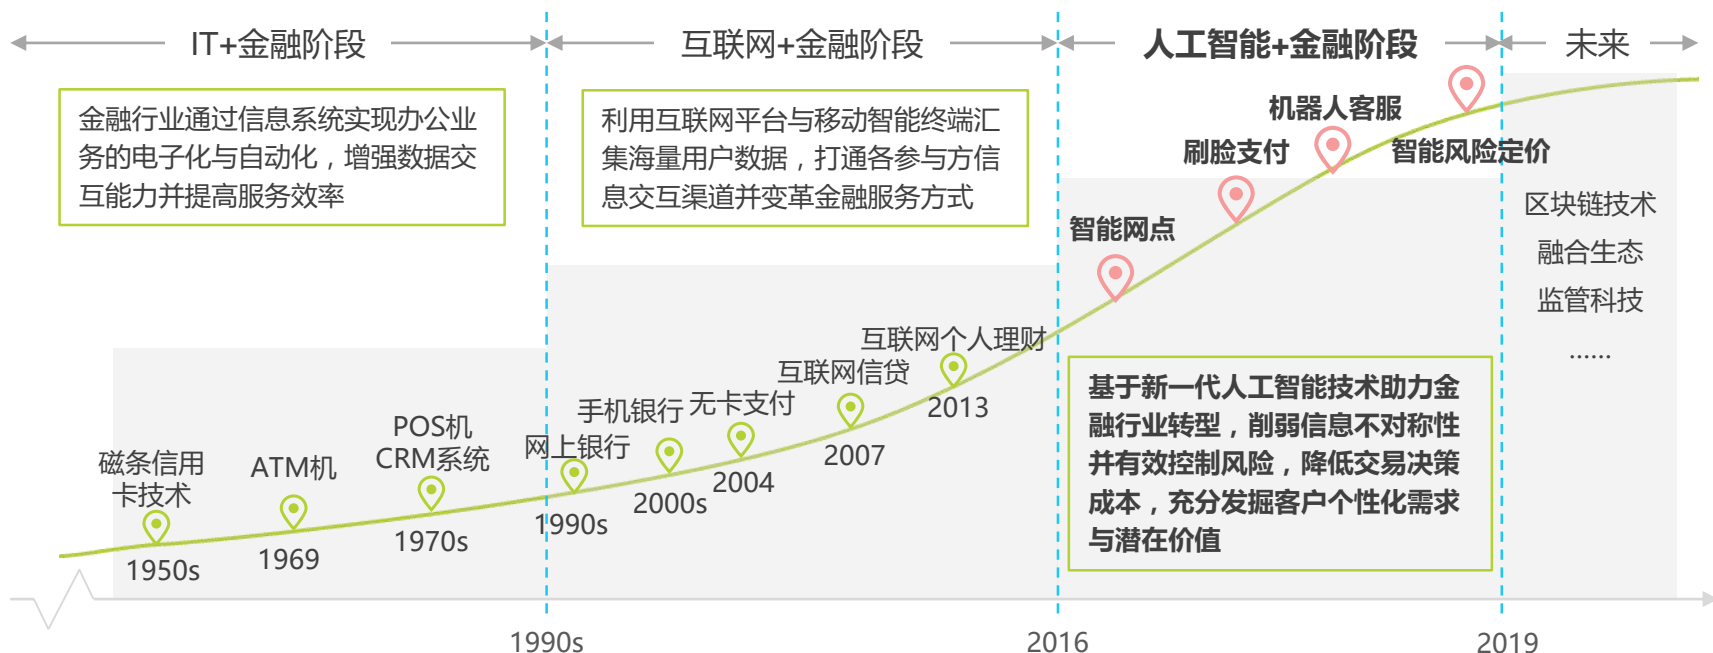 IT+金融阶段
互联网+金融阶段
人工智能+金融阶段
未来
金融行业通过信息系统实现办公业
务的电子化与自动化，增强数据交
互能力并提高服务效率
利用互联网平台与移动智能终端汇
集海量用户数据，打通各参与方信
息交互渠道并变革金融服务方式
机器人客服
刷脸支付
智能风险定价
智能网点
区块链技术
融合生态
监管科技
......
基于新一代人工智能技术助力金
融行业转型，削弱信息不对称性
并有效控制风险，降低交易决策
成本，充分发掘客户个性化需求
与潜在价值
磁条信用
卡技术
1950s
ATM机
1969
POS机
CRM系统
1970s
网上银行
1990s
手机银行
2000s
无卡支付
2004
互联网信贷
2007
互联网个人理财
2013
1990s
2016
2019